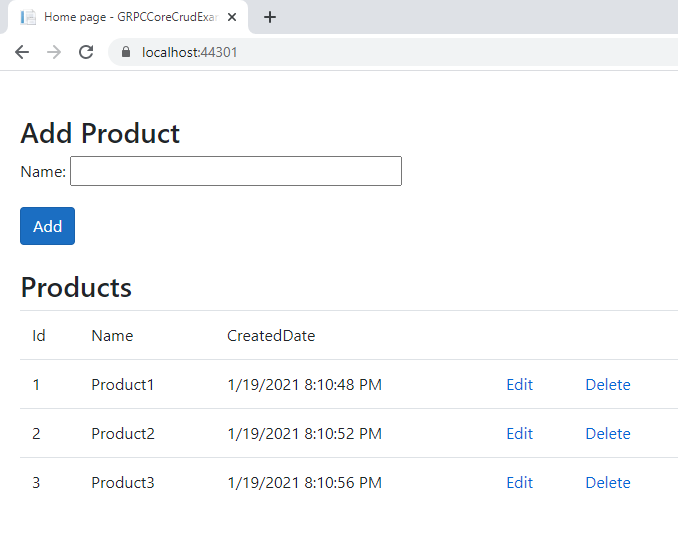 Home page - GRPCCoreCrudExar
localhost:44301
Add Product
Name:
Add
Products
Id Name CreatedDate
1 Product1 1/19/2021 8:10:48 PM Edit Delete
2 Product2 1/19/2021 8:10:52 PM Edit Delete
3 Product3 1/19/2021 8:10:56 PM Edit Delete